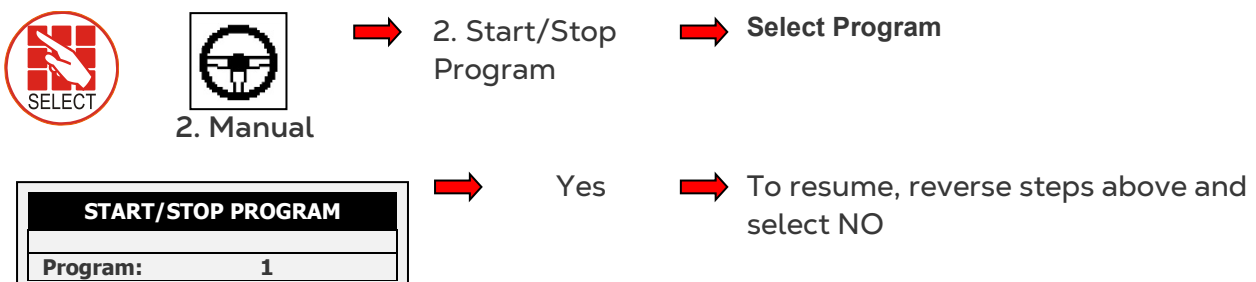 SELECT
2. Manual
2. Start/Stop
Program
Select Program
START/STOP PROGRAM
Program: 1
Yes
To resume, reverse steps above and
select NO